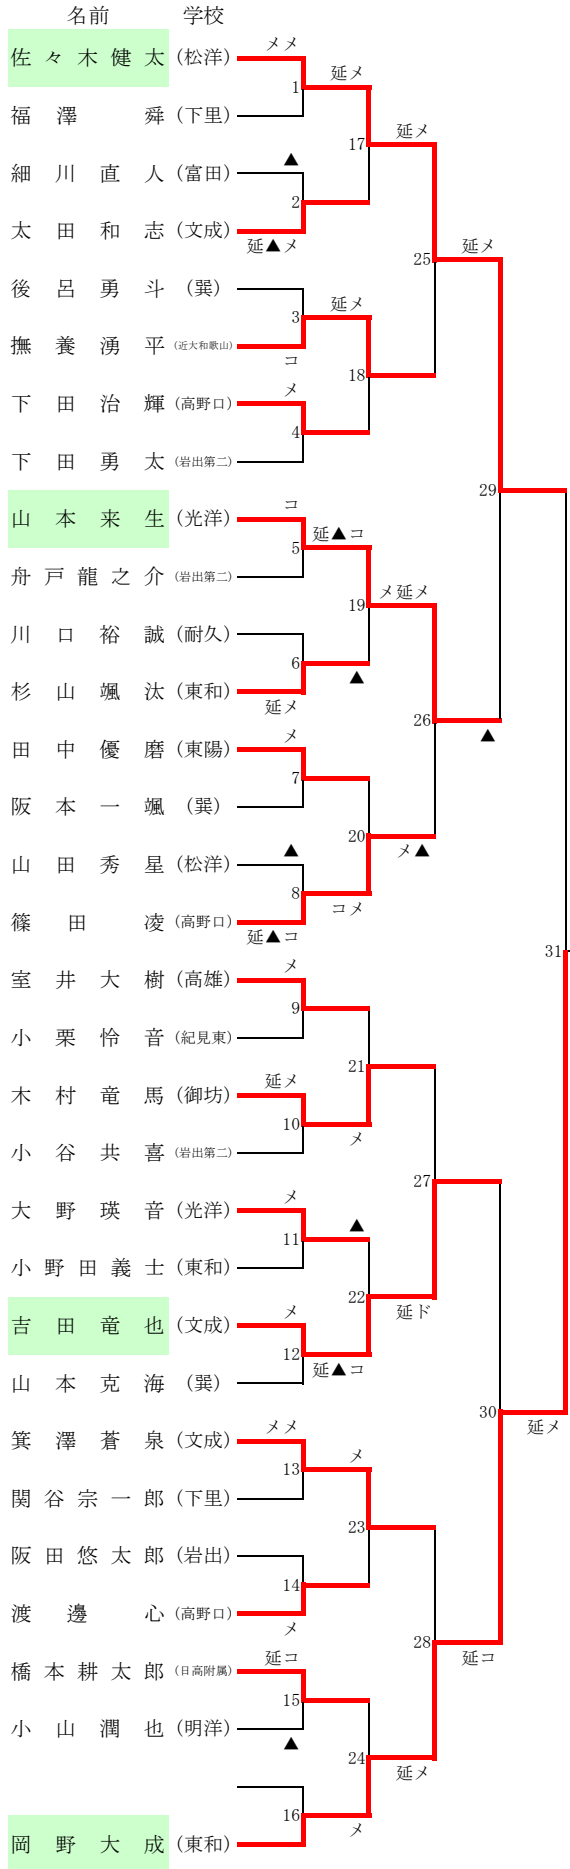 名前 学校
メメ
佐々木健太 (松洋)
延メ
1
福澤舜 (下里)
延メ
17
▲
細川直人 (富田)
2
太田和志 (文成)
延▲メ
延メ
25
後呂勇斗 (巽)
延メ
3
撫養湧平 (近大和歌山)
コ
18
メ
下田治輝 (高野口)
4
下田勇太 (岩出第二)
29
コ
山本来生 (光洋)
延▲コ
5
舟戸龍之介 (岩出第二)
メ延メ
19
川口裕誠 (耐久)
6
▲
杉山颯汰 (東和)
延メ
26
▲
メ
田中優磨 (東陽)
7
阪本一颯 (巽)
20
メ▲
▲
山田秀星 (松洋)
8
コメ
篠田凌 (高野口)
延▲コ
31
メ
室井大樹 (高雄)
9
小栗怜音 (紀見東)
21
延メ
木村竜馬 (御坊)
10
メ
小谷共喜 (岩出第二)
27
メ
大野瑛音 (光洋)
▲
11
小野田義士 (東和)
22
延ド
メ
吉田竜也 (文成)
12
延▲コ
山本克海 (巽)
30
延メ
メメ
箕澤蒼泉 (文成)
メ
13
関谷宗一郎 (下里)
23
阪田悠太郎 (岩出)
14
渡邊心 (高野口)
メ
28
延コ
延コ
橋本耕太郎 (日高附属)
15
小山潤也 (明洋)
▲
24
延メ
16
メ
岡野大成 (東和)